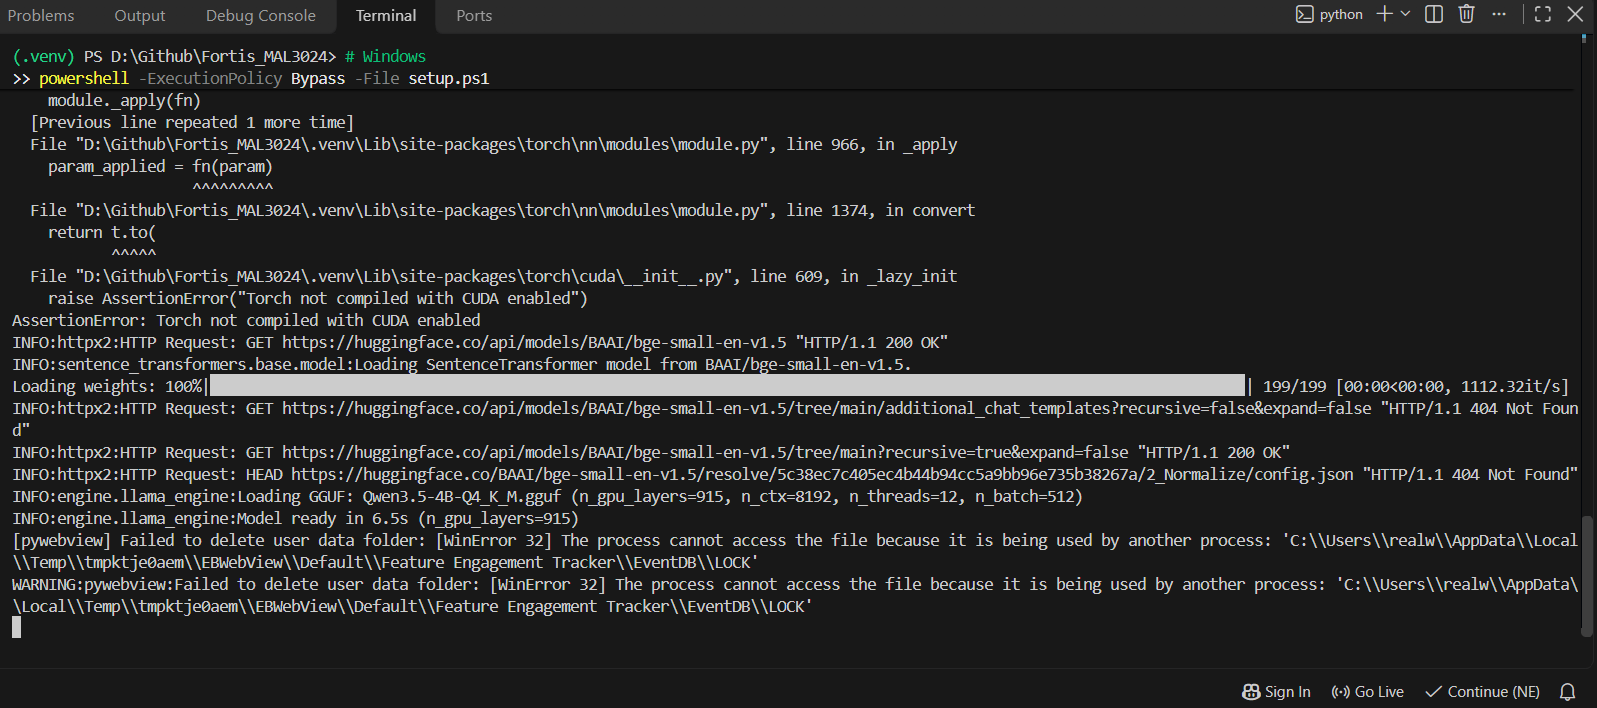 Problems Output Debug Console Terminal Ports python
(.venv) PS D:\Github\Fortis_MAL3024> # Windows
>> powershell -ExecutionPolicy Bypass -File setup.ps1
    module._apply(fn)
  [Previous line repeated 1 more time]
  File "D:\Github\Fortis_MAL3024\.venv\Lib\site-packages\torch\nn\modules\module.py", line 966, in _apply
    param_applied = fn(param)
                    ^^^^^^^^^
  File "D:\Github\Fortis_MAL3024\.venv\Lib\site-packages\torch\nn\modules\module.py", line 1374, in convert
    return t.to(
           ^^^^^
  File "D:\Github\Fortis_MAL3024\.venv\Lib\site-packages\torch\cuda\__init__.py", line 609, in _lazy_init
    raise AssertionError("Torch not compiled with CUDA enabled")
AssertionError: Torch not compiled with CUDA enabled
INFO:httpx2:HTTP Request: GET https://huggingface.co/api/models/BAAI/bge-small-en-v1.5 "HTTP/1.1 200 OK"
INFO:sentence_transformers.base.model:Loading SentenceTransformer model from BAAI/bge-small-en-v1.5.
Loading weights: 100%| | 199/199 [00:00<00:00, 1112.32it/s]
INFO:httpx2:HTTP Request: GET https://huggingface.co/api/models/BAAI/bge-small-en-v1.5/tree/main/additional_chat_templates?recursive=false&expand=false "HTTP/1.1 404 Not Foun
d"
INFO:httpx2:HTTP Request: GET https://huggingface.co/api/models/BAAI/bge-small-en-v1.5/tree/main?recursive=true&expand=false "HTTP/1.1 200 OK"
INFO:httpx2:HTTP Request: HEAD https://huggingface.co/BAAI/bge-small-en-v1.5/resolve/5c38ec7c405ec4b44b94cc5a9bb96e735b38267a/2_Normalize/config.json "HTTP/1.1 404 Not Found"
INFO:engine.llama_engine:Loading GGUF: Qwen3.5-4B-Q4_K_M.gguf (n_gpu_layers=915, n_ctx=8192, n_threads=12, n_batch=512)
INFO:engine.llama_engine:Model ready in 6.5s (n_gpu_layers=915)
[pywebview] Failed to delete user data folder: [WinError 32] The process cannot access the file because it is being used by another process: 'C:\\Users\\realw\\AppData\\Local
\\Temp\\tmpktje0aem\\EBWebView\\Default\\Feature Engagement Tracker\\EventDB\\LOCK'
WARNING:pywebview:Failed to delete user data folder: [WinError 32] The process cannot access the file because it is being used by another process: 'C:\\Users\\realw\\AppData\
\Local\\Temp\\tmpktje0aem\\EBWebView\\Default\\Feature Engagement Tracker\\EventDB\\LOCK'
Sign In Go Live Continue (NE)